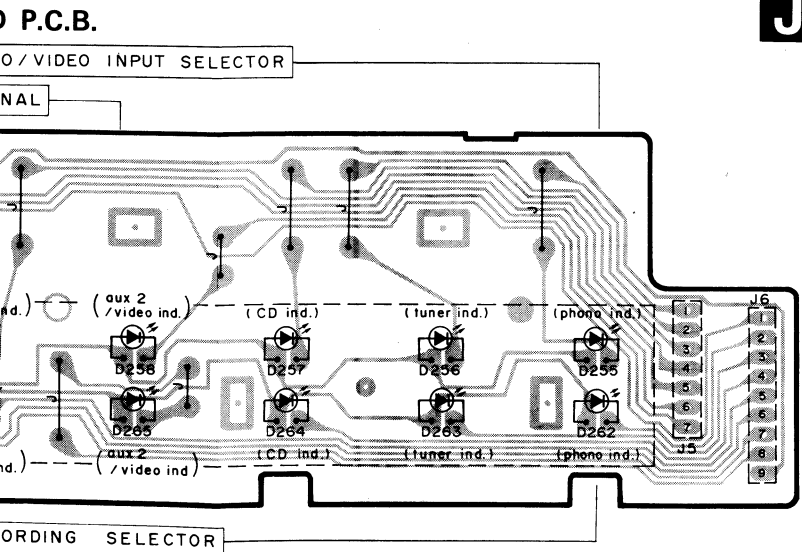 P.C.B.
J
O/VIDEO INPUT SELECTOR
NAL
J J J J
J
nd.) (aux 2 /video ind.) (CD ind.) (tuner ind.) (phono ind.)
J6
D258 D257 D256 D255
1 2 3 4 5 6 7
1 2 3 4 5 6 7 8 9
J J
D265 D264 D263 D262
J5
nd.) (aux 2 /video ind) (CD ind.) (tuner ind.) (phono ind.)
ORDING SELECTOR